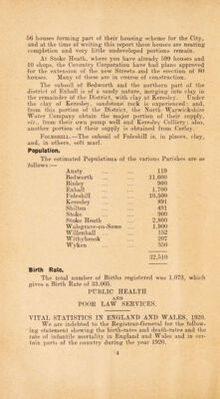 56 houses forming part of their housing scheme for the City,
and at the time of writing this report these houses are nearing
completion and very little undeveloped portions remain.
At Stoke Heath, where you have already 509 houses and
10 shops, the Coventry Corporation have had plans approved
for the extension of the new Streets and the erection of 80
houses. Many of these are in course of construction.
The subsoil of Bedworth and the northern part of the
district of Exhall is of a sandy nature, merging into clay in
the remainder of the District, with clay at Keresley. Under
the clay of Keresley, sandstone rock is experienced: and,
from this portion of the District, the North Warwickshire
Water Company obtain the major portion of their supply,
viz., from their own pump well and Keresley Colliery: also,
another portion of their supply is obtained from Corley.
FOLESHILL.—The subsoil of Foleshill is, in places, clay,
and, in others, soft marl.
Population.
The estimated Populations of the various Parishes are as
follows:—
Ansty 119
Bedworth 11,000
Binley 900
Exhall 1,700
Foleshill 10,500
Keresley 891
Shilton 491
Stoke 900
Stoke Heath 2,800
Walsgrave-on-Sowe 1,900
Willenhall 152
Withybrook 207
Wyken 350
32,510
Birth Rate.
The total number of Births registered was 1,073, which
gives a Birth Rate of 33.005.
PUBLIC HEALTH
AND
POOR LAW SERVICES.
VITAL STATISTICS IN ENGLAND AND WALES, 1920.
We are indebted to the Registrar-General for the follow-
ing statement shewing the birth-rates and death-rates and the
rate of infantile mortality in England and Wales and in cer-
tain parts of the country during the year 1920.
4